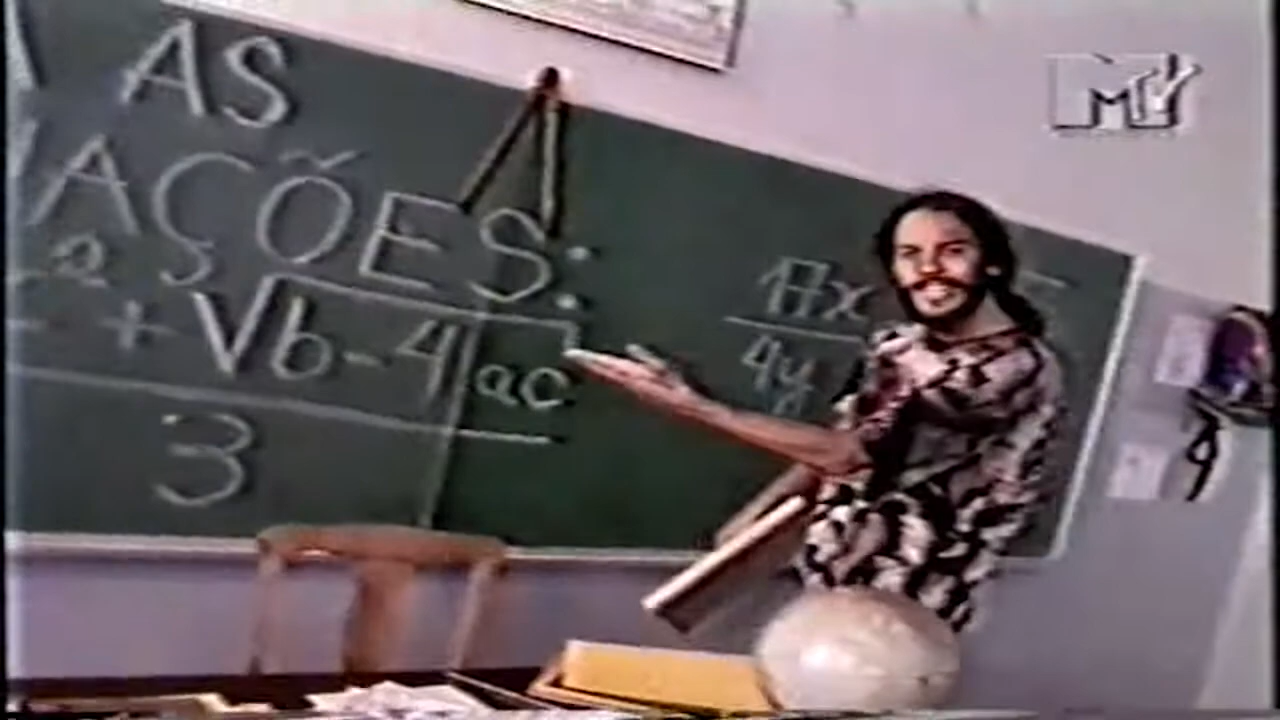 AS
AÇÕES:
+ √b-4ac
3
17x
4y
MTV